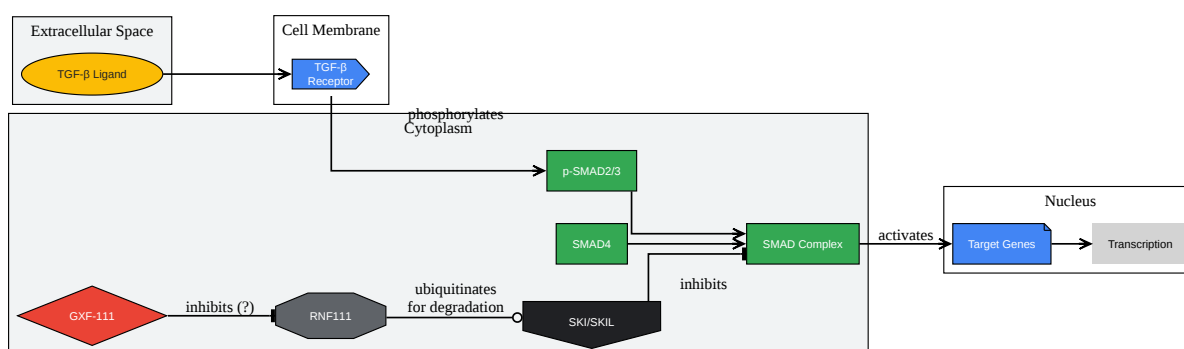 Extracellular Space
TGF-β Ligand
Cell Membrane
TGF-β
Receptor
phosphorylates
Cytoplasm
p-SMAD2/3
SMAD4
SMAD Complex
activates
Nucleus
Target Genes
Transcription
GXF-111
inhibits (?)
RNF111
ubiquitinates
for degradation
SKI/SKIL
inhibits